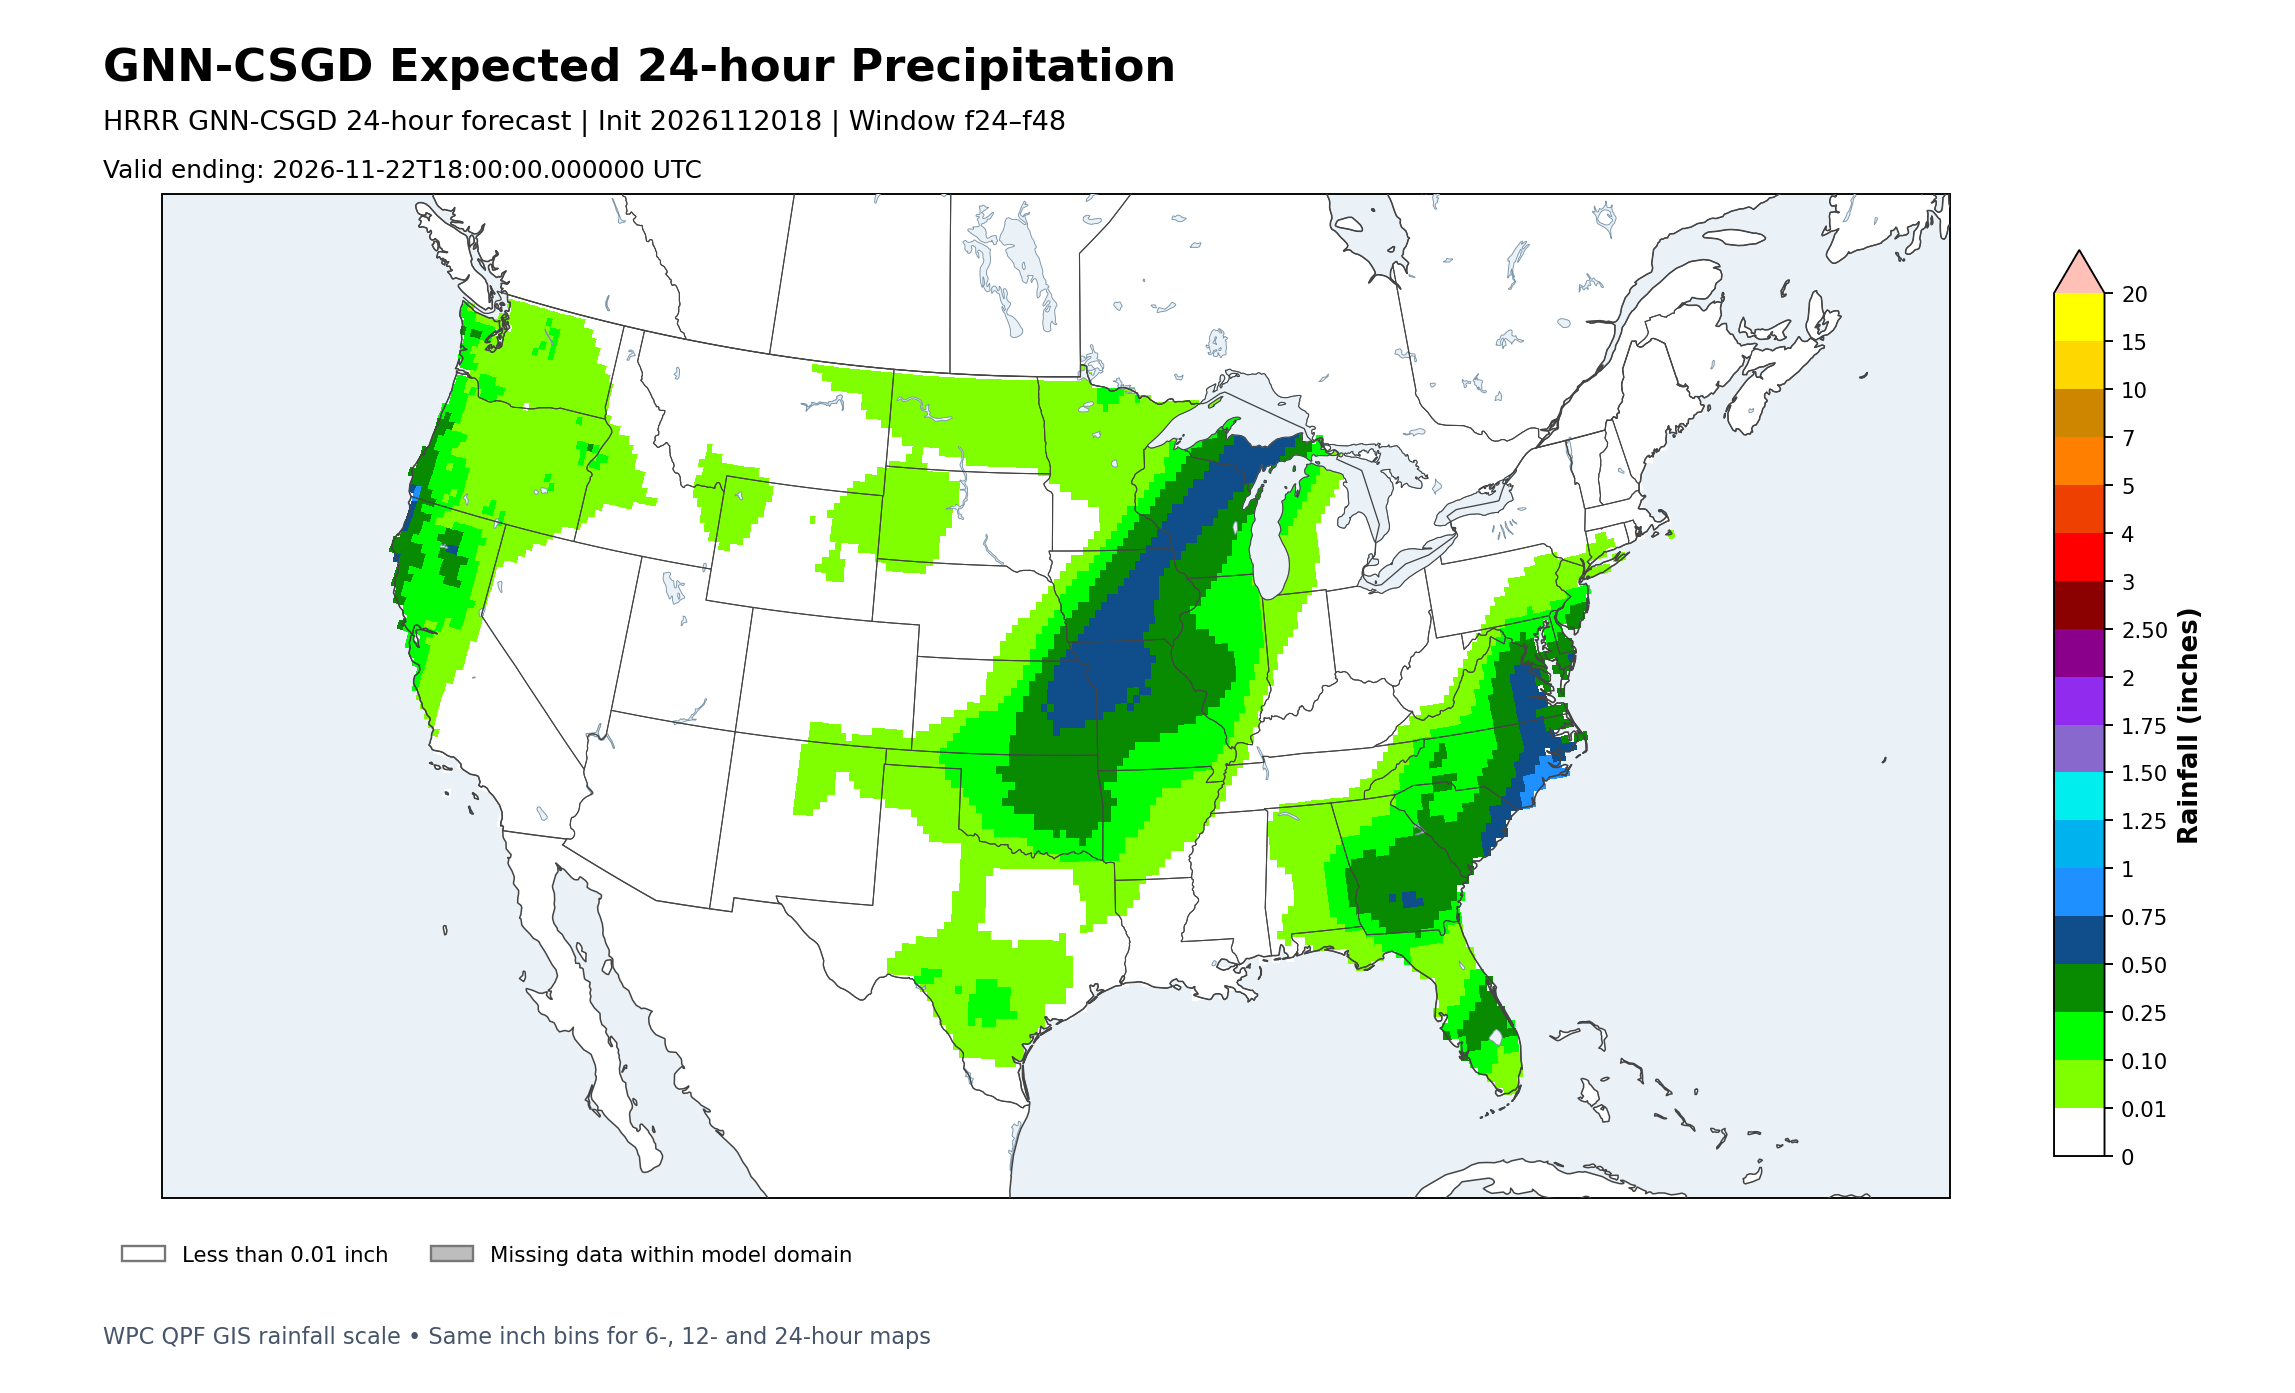 GNN-CSGD Expected 24-hour Precipitation
HRRR GNN-CSGD 24-hour forecast | Init 2026112018 | Window f24–f48
Valid ending: 2026-11-22T18:00:00.000000 UTC
20
15
10
7
5
4
3
2.50
2
1.75
1.50
1.25
1
0.75
0.50
0.25
0.10
0.01
0
Rainfall (inches)
Less than 0.01 inch
Missing data within model domain
WPC QPF GIS rainfall scale • Same inch bins for 6-, 12- and 24-hour maps